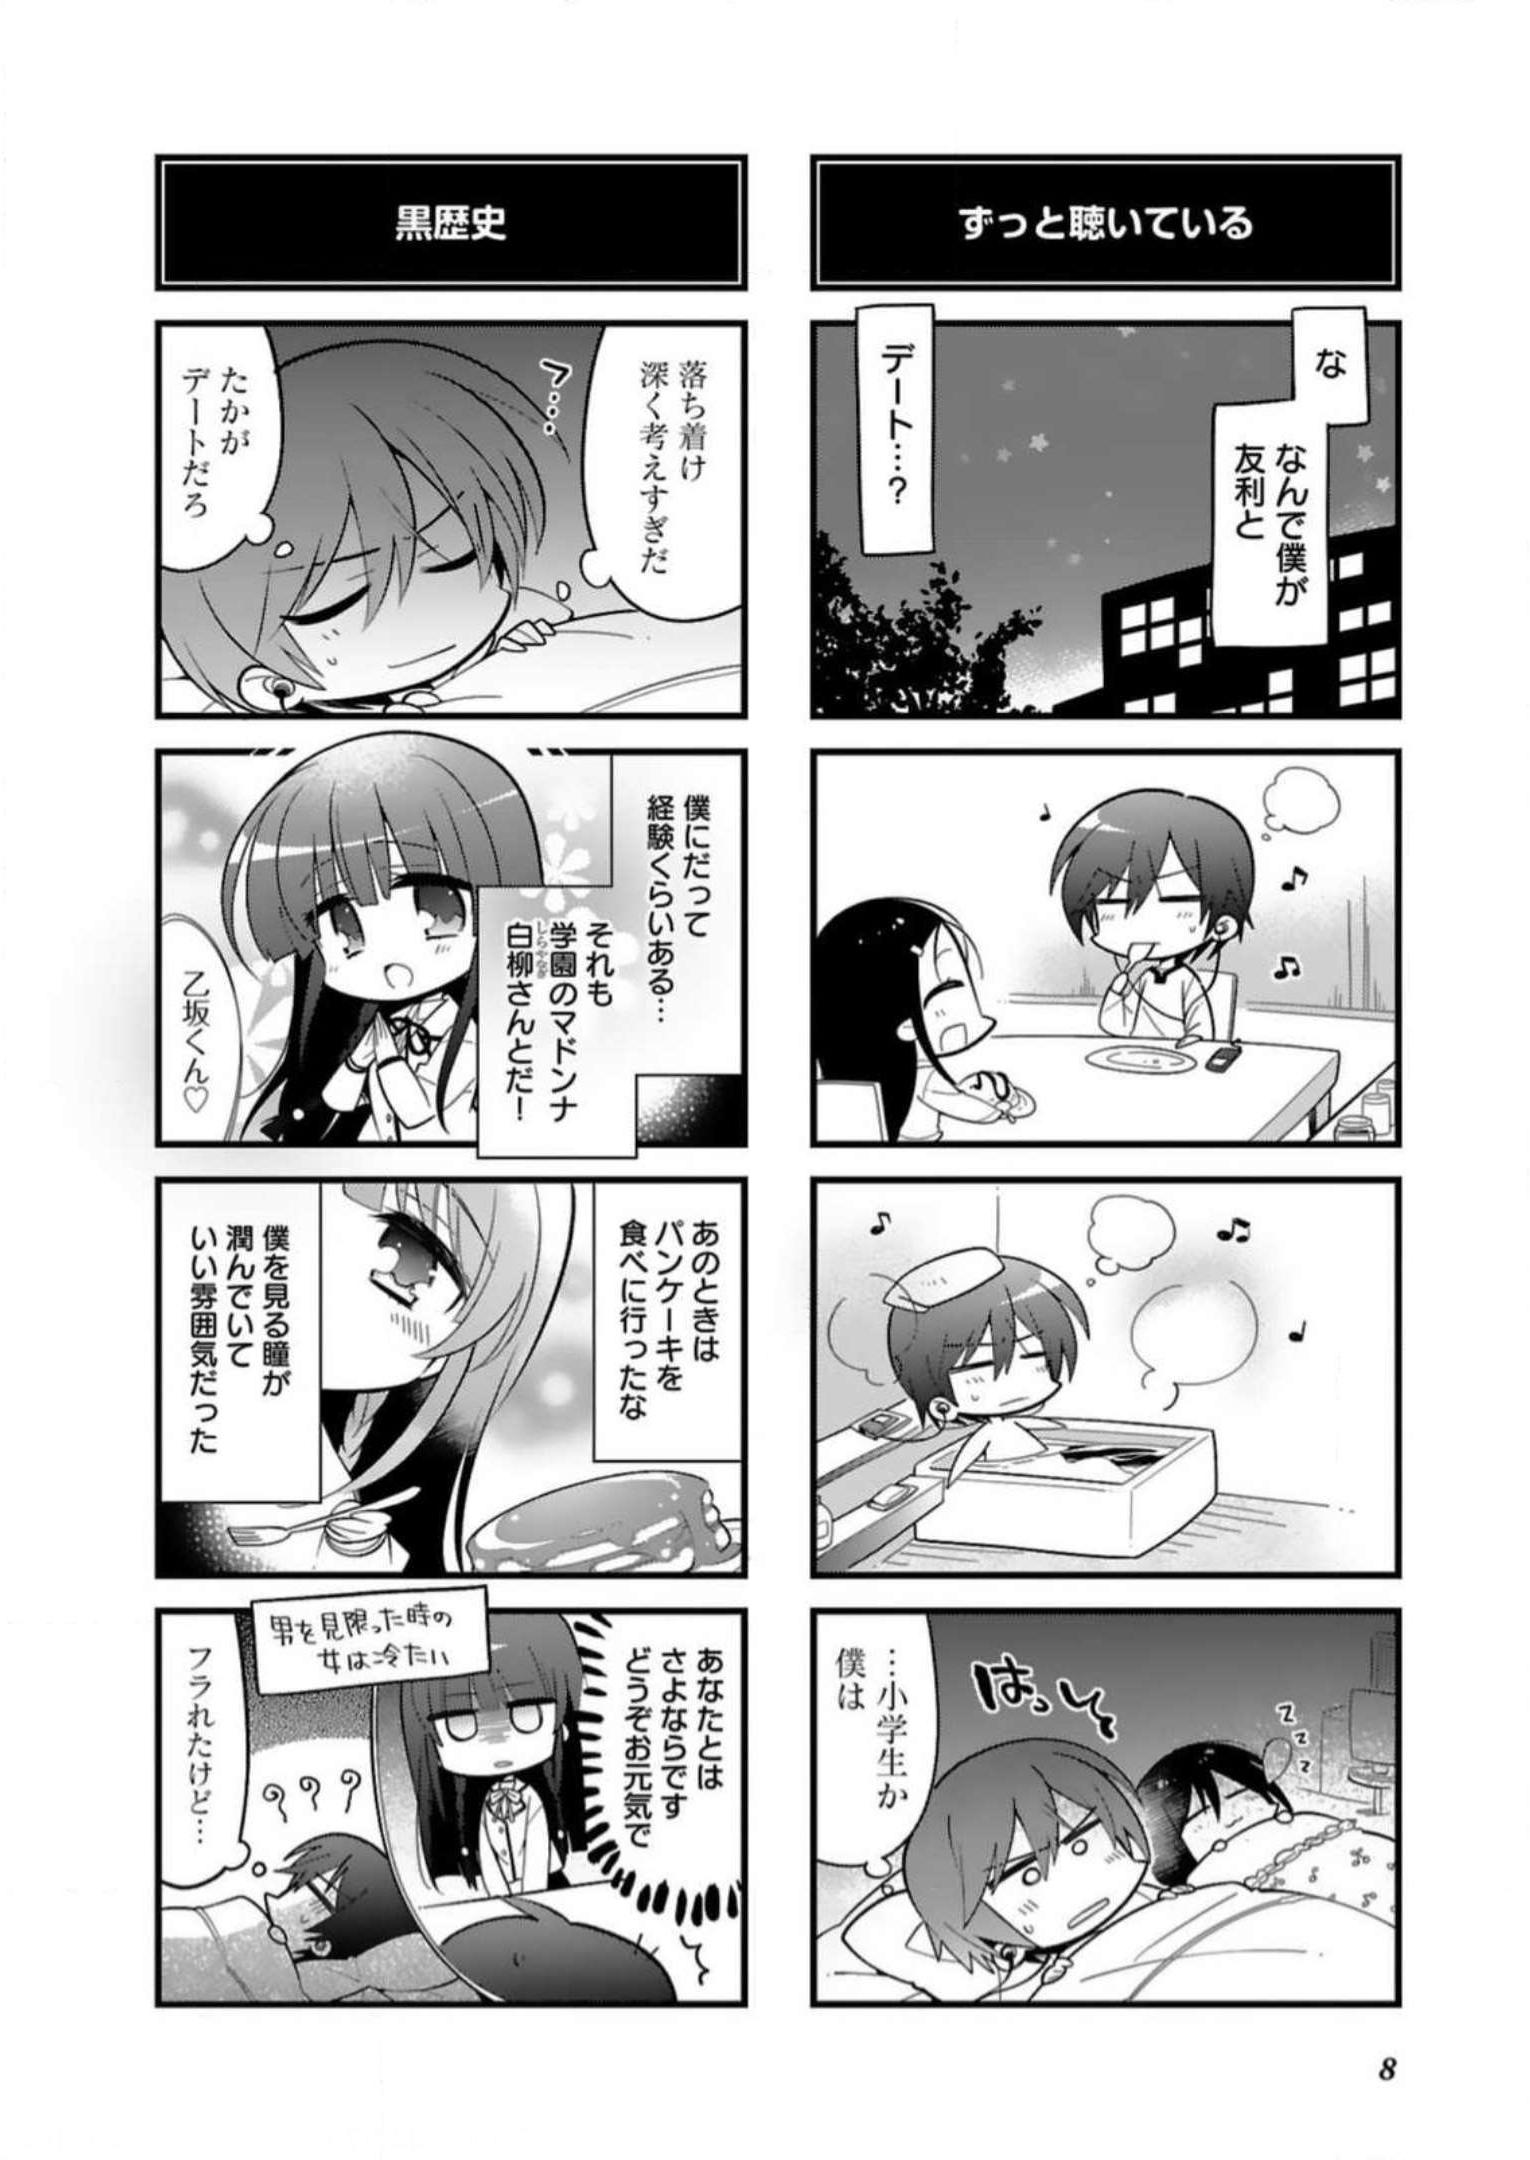 ずっと聴いている
な
なんで僕が
友利と
デート…?
…小学生か
僕は
はっ
zzz
黒歴史
落ち着け
深く考えすぎだ
フ…
たかが
デートだろ
僕にだって
経験くらいある…
それも
学園のマドンナ
白柳さんとだ!
しらやなぎ
乙坂くん♡
あのときは
パンケーキを
食べに行ったな
僕を見る瞳が
潤んでいて
いい雰囲気だった
あなたとは
さよならです
どうぞお元気で
男を見限った時の
女は冷たい
フラれたけど…
8